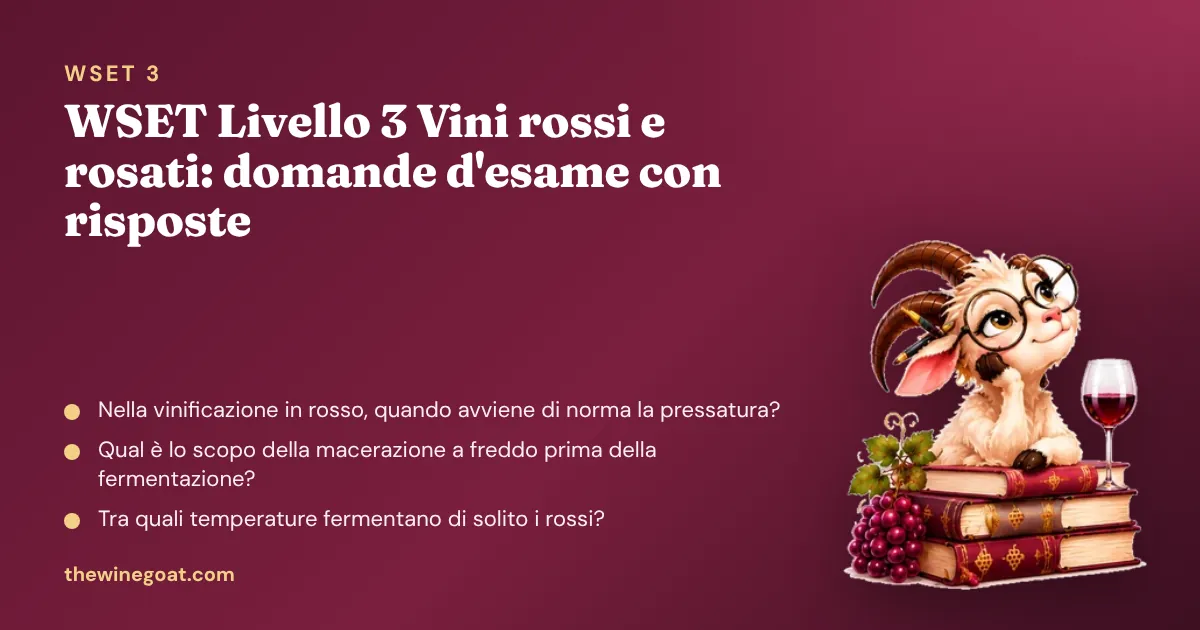 WSET 3
WSET Livello 3 Vini rossi e
rosati: domande d'esame con
risposte
Nella vinificazione in rosso, quando avviene di norma la pressatura?
Qual è lo scopo della macerazione a freddo prima della
fermentazione?
Tra quali temperature fermentano di solito i rossi?
thewinegoat.com